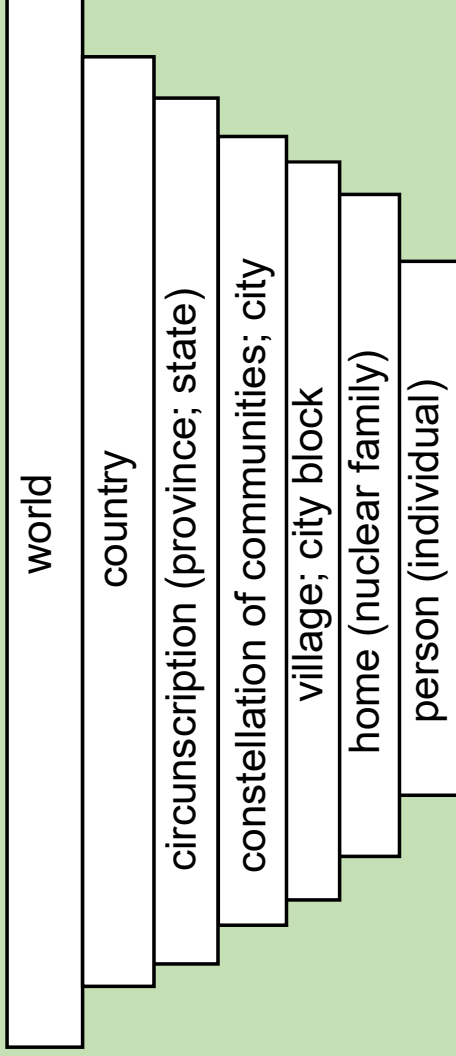 world
country
circunscription (province; state)
constellation of communities; city
village; city block
home (nuclear family)
person (individual)